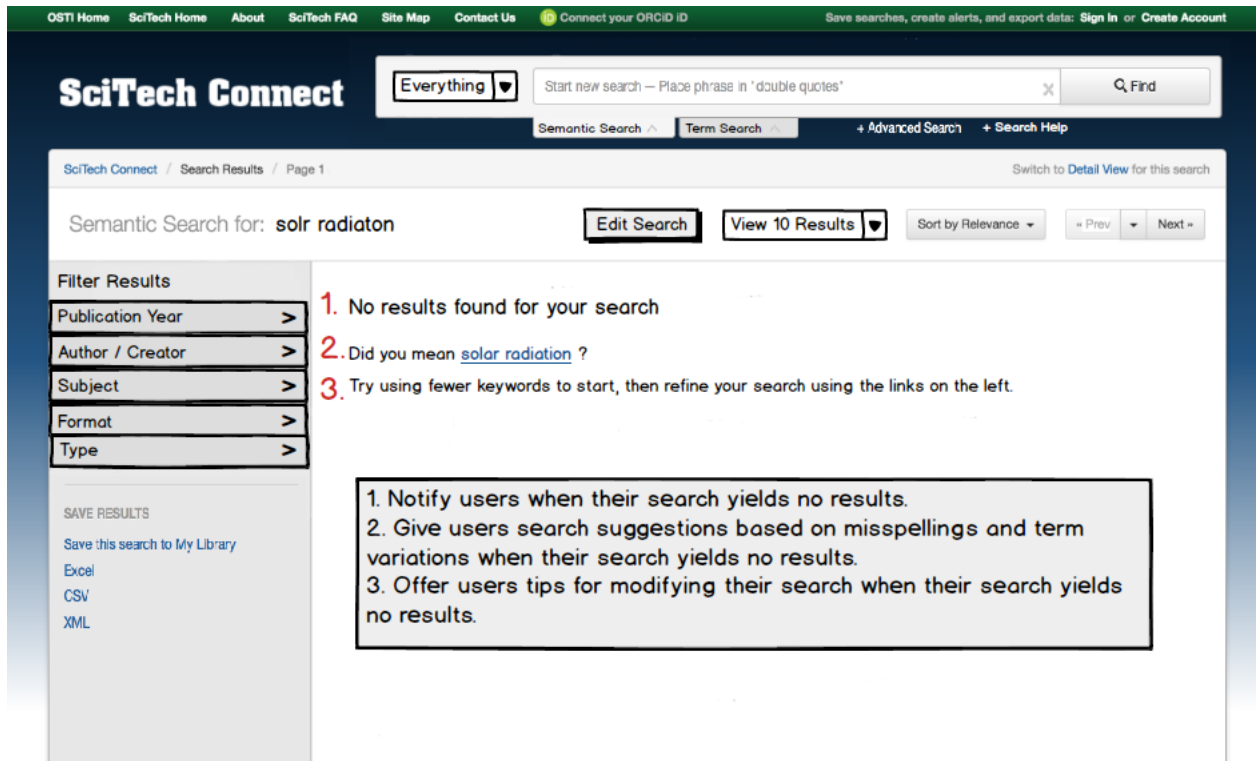 OSTI Home SciTech Home About SciTech FAQ Site Map Contact Us iD Connect your ORCID iD Save searches, create alerts, and export data: Sign In or Create Account
SciTech Connect
Everything
Start new search — Place phrase in "double quotes" x Find
Semantic Search Term Search + Advanced Search + Search Help
SciTech Connect / Search Results / Page 1 Switch to Detail View for this search
Semantic Search for: solr radiaton Edit Search View 10 Results Sort by Relevance « Prev Next »
Filter Results
Publication Year >
Author / Creator >
Subject >
Format >
Type >
SAVE RESULTS
Save this search to My Library
Excel
CSV
XML
1. No results found for your search
2. Did you mean solar radiation ?
3. Try using fewer keywords to start, then refine your search using the links on the left.
1. Notify users when their search yields no results.
2. Give users search suggestions based on misspellings and term
variations when their search yields no results.
3. Offer users tips for modifying their search when their search yields
no results.